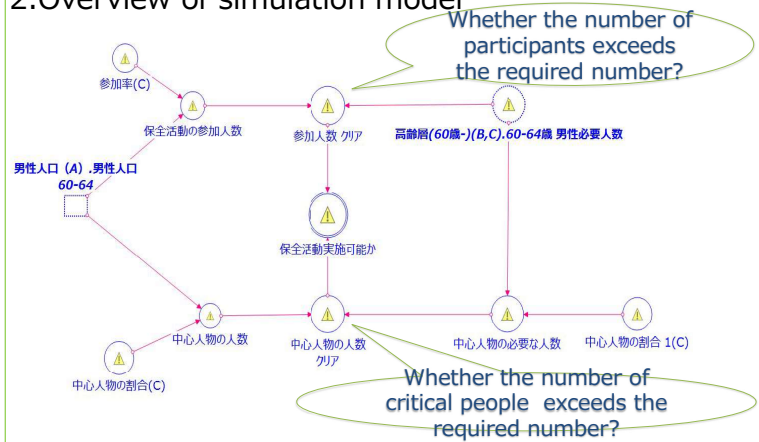 2.Overview of simulation model
Whether the number of
participants exceeds
the required number?
参加率(C)
保全活動の参加人数
参加人数 クリア
高齢層(60歳-)(B,C).60-64歳 男性必要人数
男性人口（A）.男性人口
60-64
保全活動実施可能か
中心人物の人数
中心人物の人数
クリア
中心人物の必要な人数
中心人物の割合 1(C)
中心人物の割合(C)
Whether the number of
critical people exceeds the
required number?